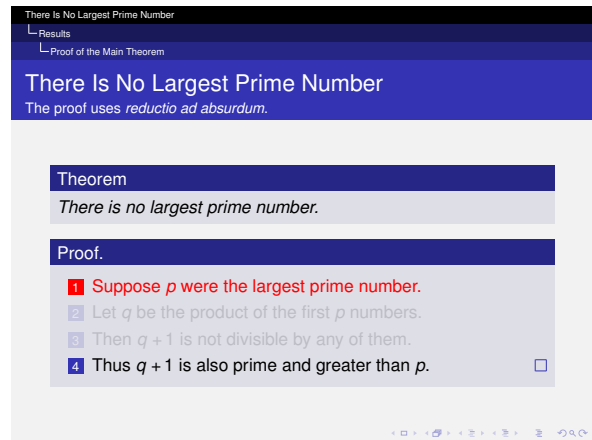 There Is No Largest Prime Number
Results
Proof of the Main Theorem
There Is No Largest Prime Number
The proof uses reductio ad absurdum.
Theorem
There is no largest prime number.
Proof.
1 Suppose p were the largest prime number.
2 Let q be the product of the first p numbers.
3 Then q + 1 is not divisible by any of them.
4 Thus q + 1 is also prime and greater than p.